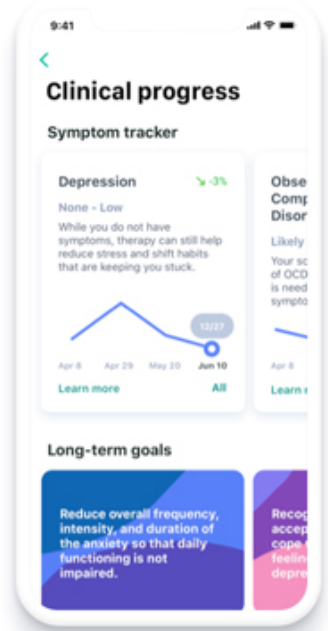 9:41
Clinical progress
Symptom tracker
Depression
-3%
None - Low
While you do not have
symptoms, therapy can still help
reduce stress and shift habits
that are keeping you stuck.
12/27
Apr 8
Apr 29
May 20
Jun 10
Learn more
All
Obse
Comp
Disor
Likely
Your sc
of OCD
is need
sympto
Apr 8
Learn
Long-term goals
Reduce overall frequency,
intensity, and duration of
the anxiety so that daily
functioning is not
impaired.
Recog
accep
cope
feelin
depre